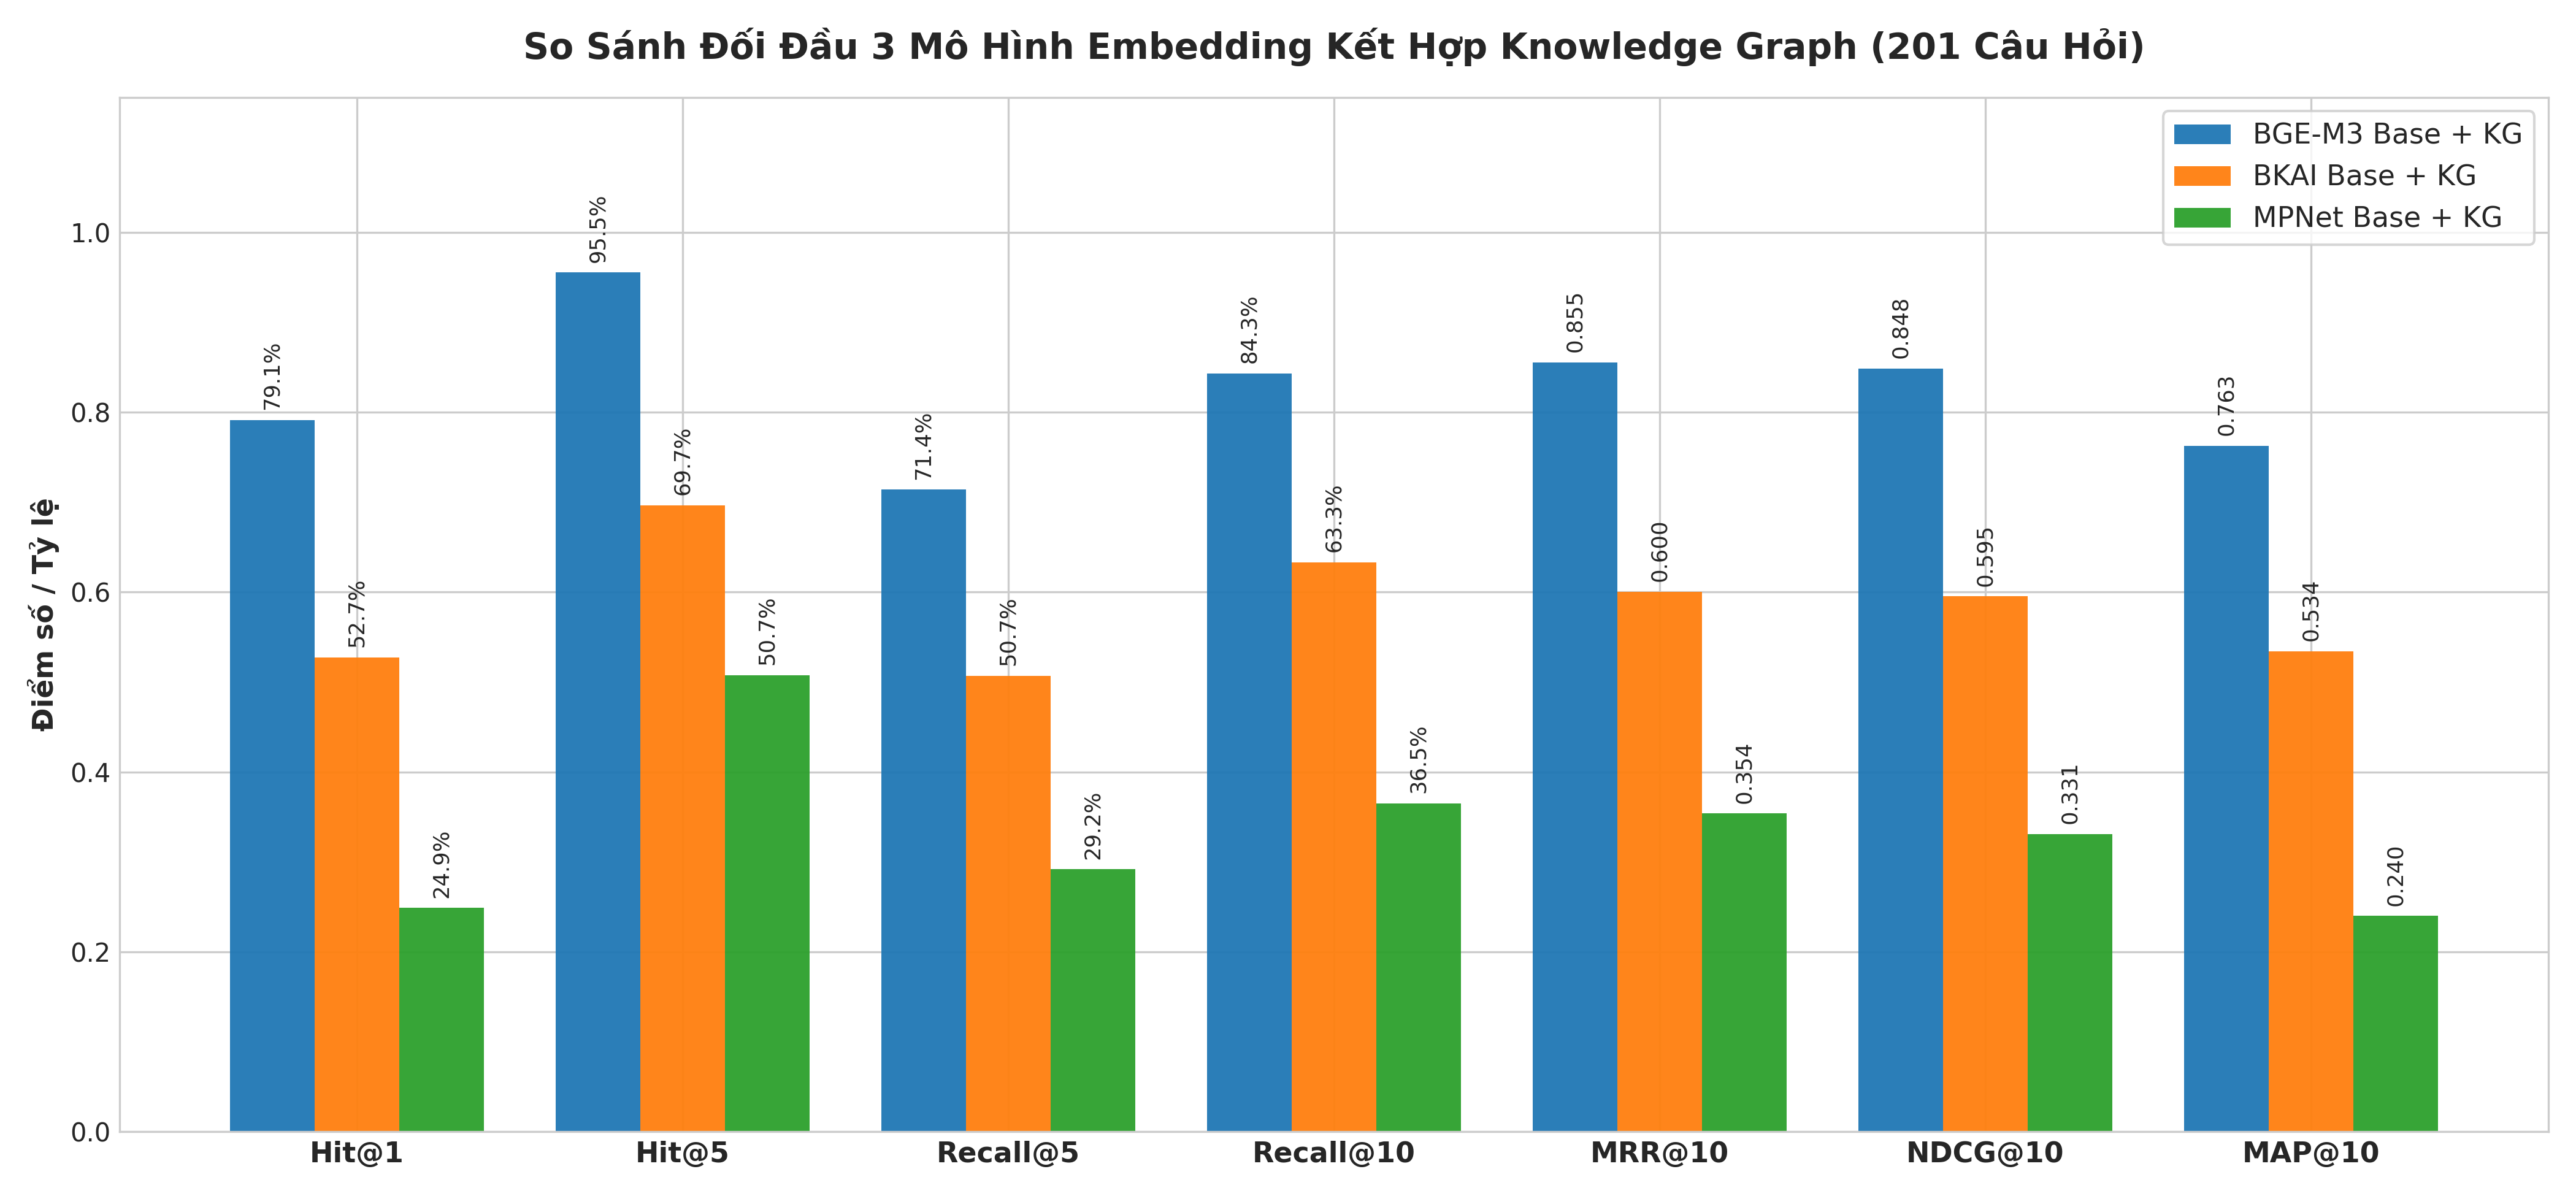 So Sánh Đối Đầu 3 Mô Hình Embedding Kết Hợp Knowledge Graph (201 Câu Hỏi)
BGE-M3 Base + KG
BKAI Base + KG
MPNet Base + KG
Điểm số / Tỷ lệ
1.0
0.8
0.6
0.4
0.2
0.0
79.1%
52.7%
24.9%
95.5%
69.7%
50.7%
71.4%
50.7%
29.2%
84.3%
63.3%
36.5%
0.855
0.600
0.354
0.848
0.595
0.331
0.763
0.534
0.240
Hit@1
Hit@5
Recall@5
Recall@10
MRR@10
NDCG@10
MAP@10